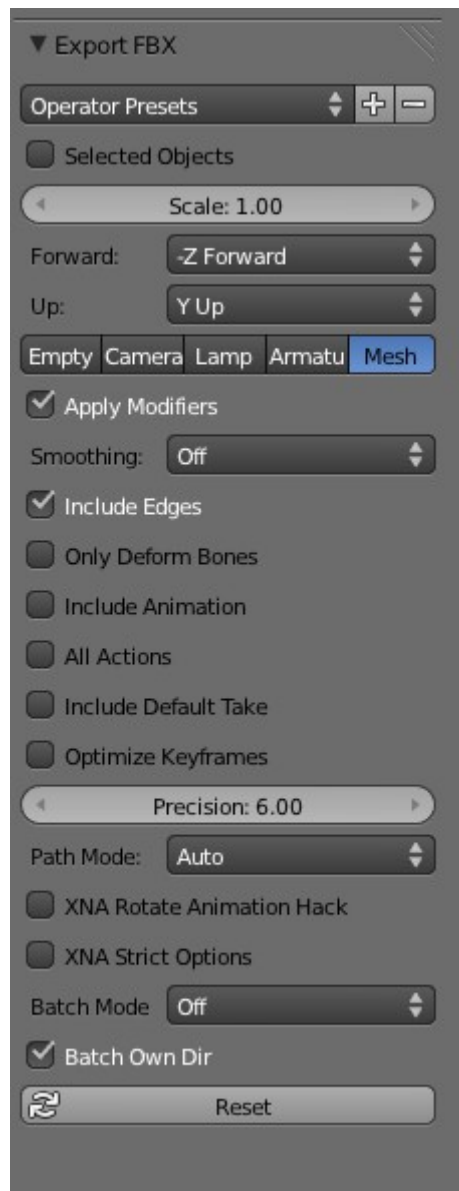 Export FBX
Operator Presets
Selected Objects
Scale: 1.00
Forward: -Z Forward
Up: Y Up
Empty Camera Lamp Armatu Mesh
Apply Modifiers
Smoothing: Off
Include Edges
Only Deform Bones
Include Animation
All Actions
Include Default Take
Optimize Keyframes
Precision: 6.00
Path Mode: Auto
XNA Rotate Animation Hack
XNA Strict Options
Batch Mode Off
Batch Own Dir
Reset